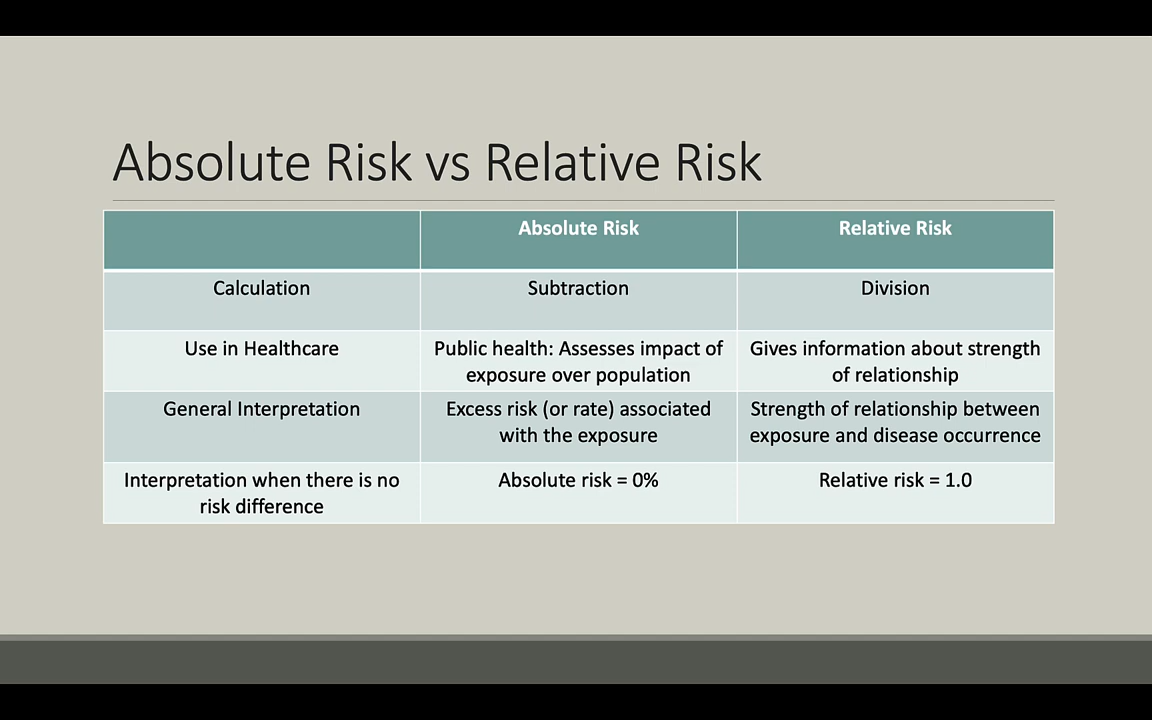 Absolute Risk vs Relative Risk
Absolute Risk
Relative Risk
Calculation
Subtraction
Division
Use in Healthcare
Public health: Assesses impact of
exposure over population
Gives information about strength
of relationship
General Interpretation
Excess risk (or rate) associated
with the exposure
Strength of relationship between
exposure and disease occurrence
Interpretation when there is no
risk difference
Absolute risk = 0%
Relative risk = 1.0